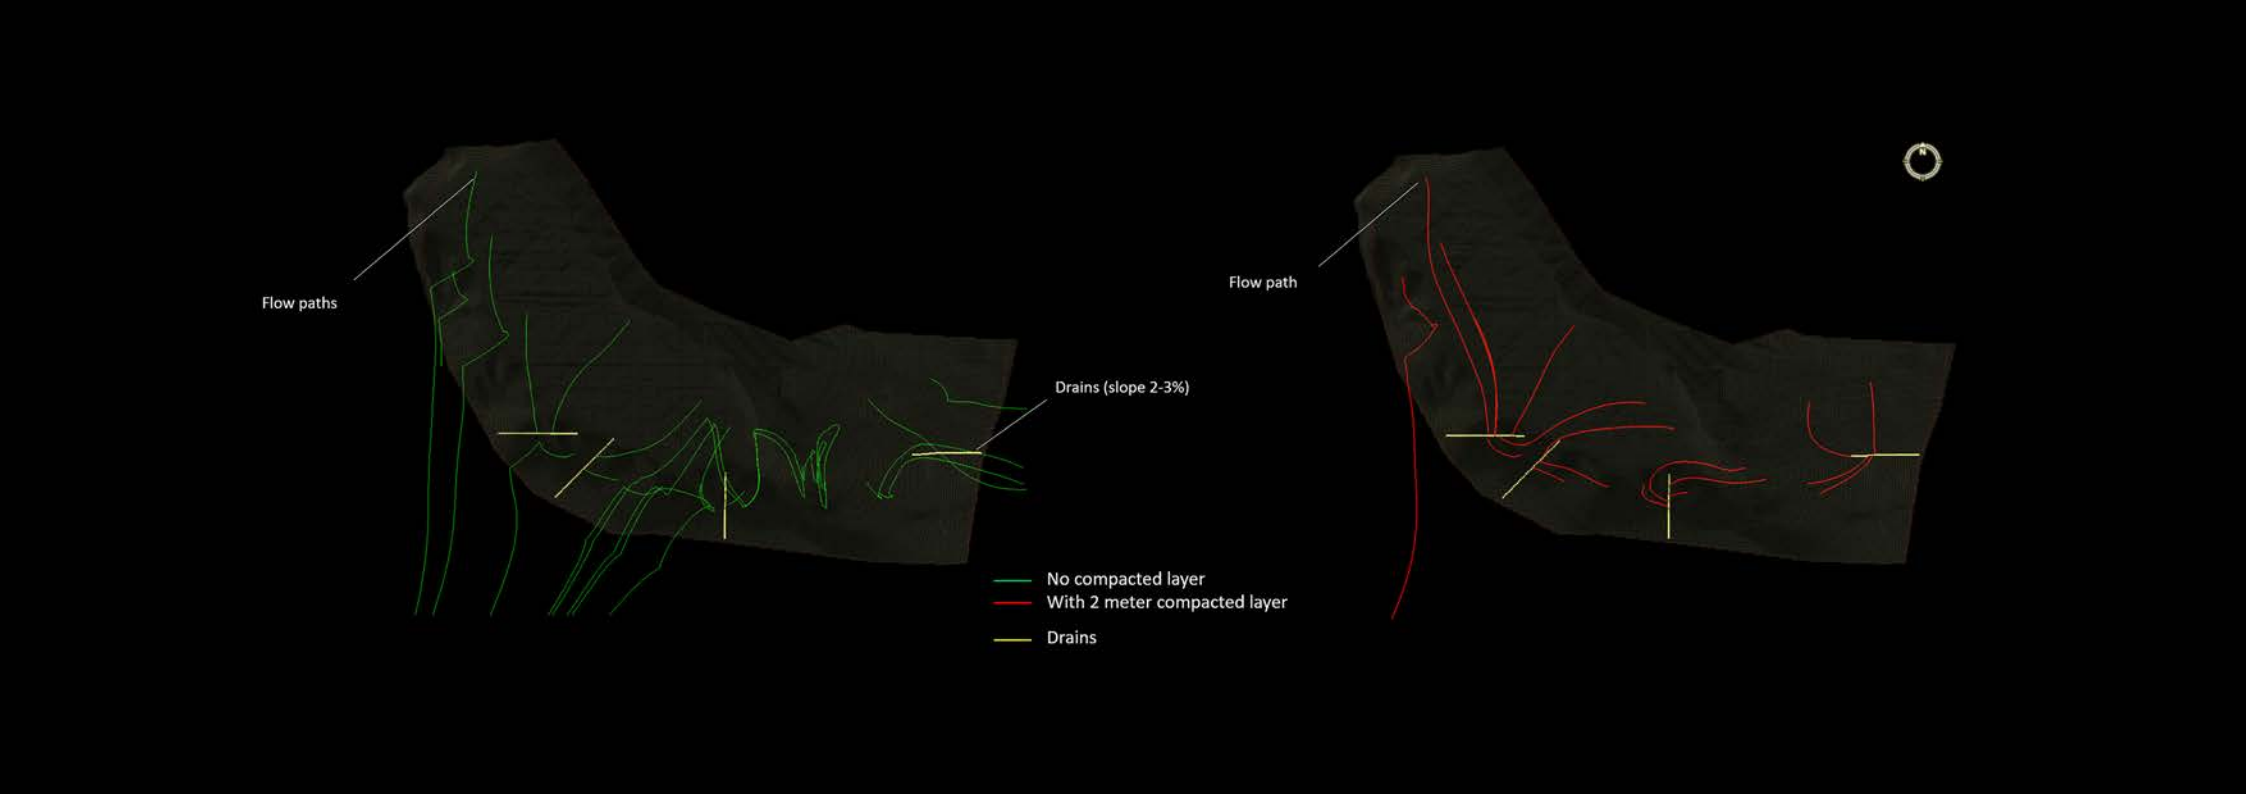 N
Flow path
Flow paths
Drains (slope 2-3%)
No compacted layer
With 2 meter compacted layer
Drains